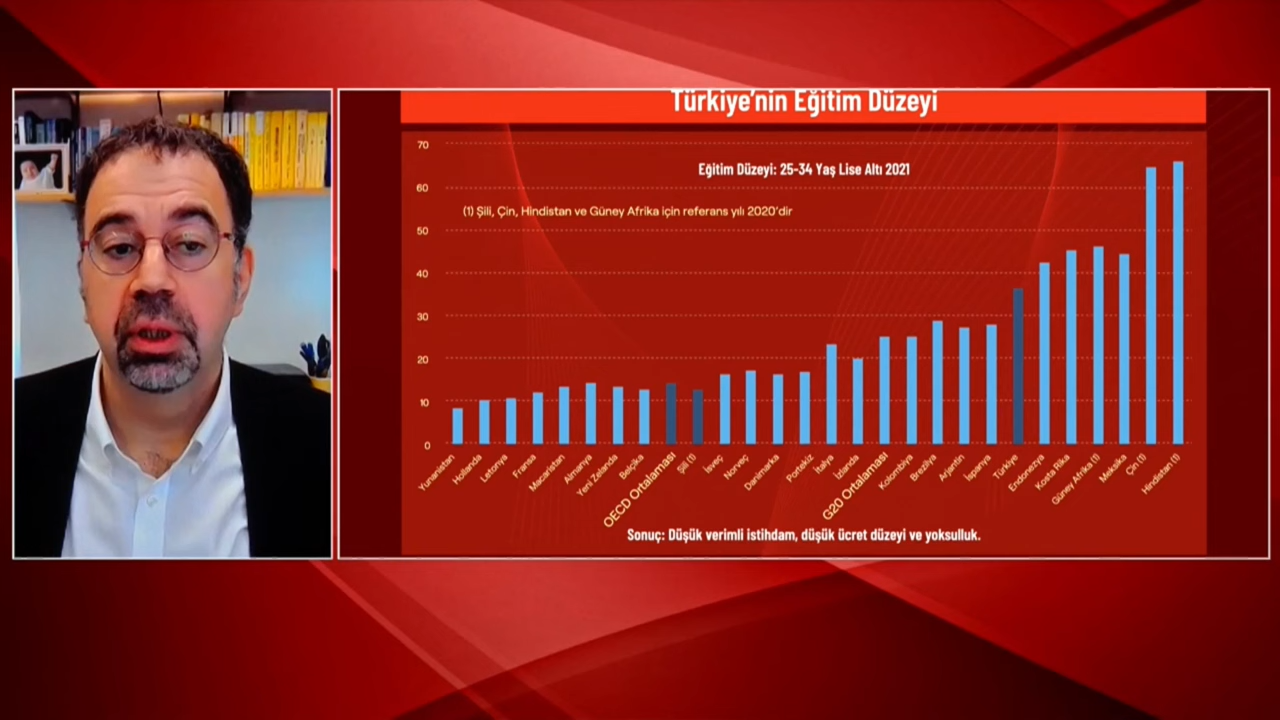 Türkiye'nin Eğitim Düzeyi
70
Eğitim Düzeyi: 25-34 Yaş Lise Altı 2021
60
(1) Şili, Çin, Hindistan ve Güney Afrika için referans yılı 2020'dir
50
40
30
20
10
0
Yunanistan
Hollanda
Letonya
Fransa
Macaristan
Almanya
Yeni Zelanda
Belçika
OECD Ortalaması
Şili (1)
İsveç
Norveç
Danimarka
Portekiz
İtalya
İzlanda
G20 Ortalaması
Kolombiya
Brezilya
Arjantin
İspanya
Türkiye
Endonezya
Kosta Rika
Güney Afrika (1)
Meksika
Çin (1)
Hindistan (1)
Sonuç: Düşük verimli istihdam, düşük ücret düzeyi ve yoksulluk.